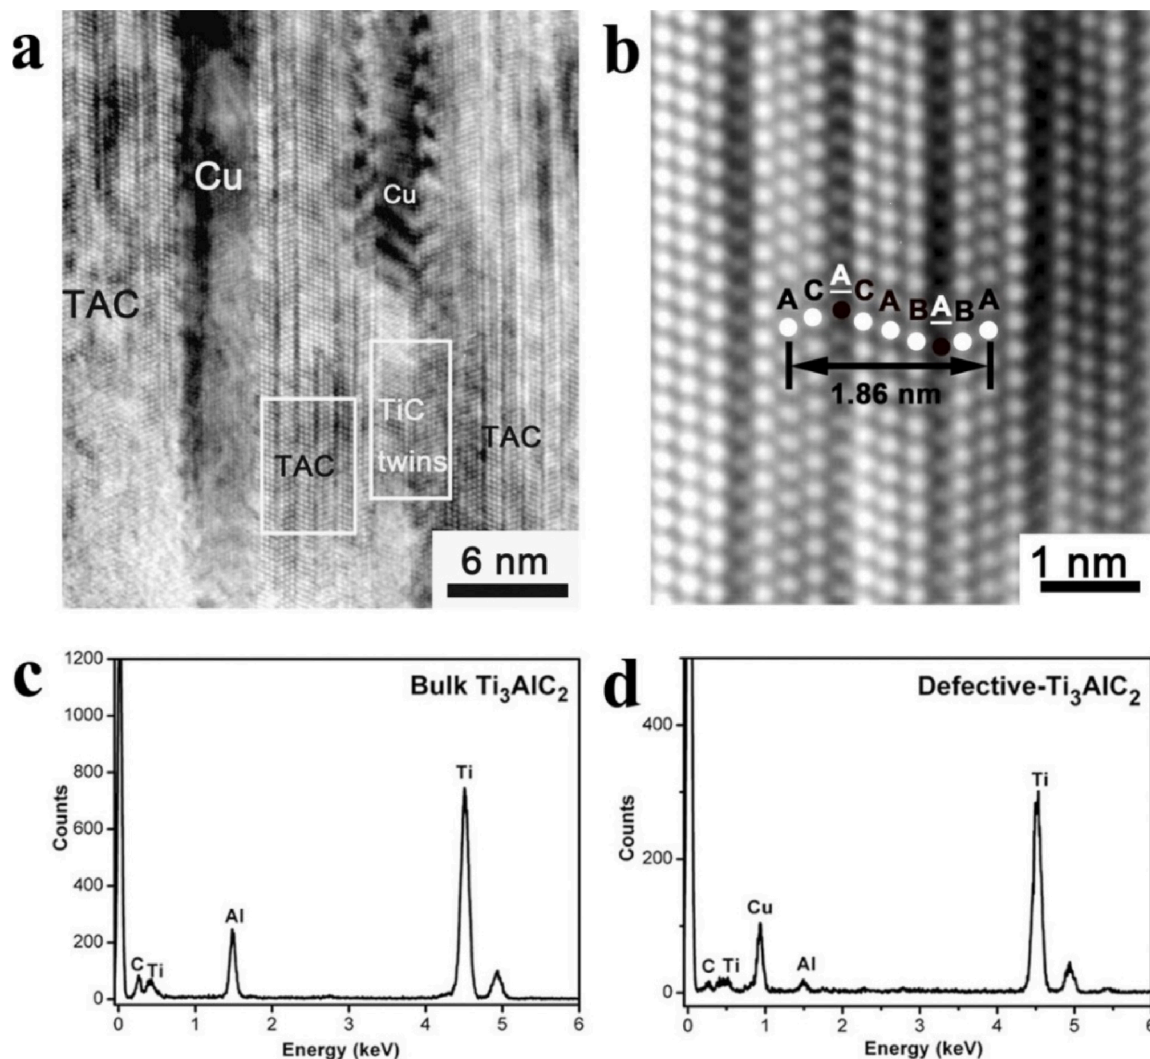 a
Cu
Cu
TAC
TiC
twins
TAC
TAC
6 nm
b
A C A C A B A B A
1.86 nm
1 nm
c
Bulk Ti₃AlC₂
1200
1000
800
600
400
200
0
Counts
C
Ti
Al
Ti
0 1 2 3 4 5 6
Energy (keV)
d
Defective-Ti₃AlC₂
400
200
0
Counts
C
Ti
Cu
Al
Ti
0 1 2 3 4 5 6
Energy (keV)